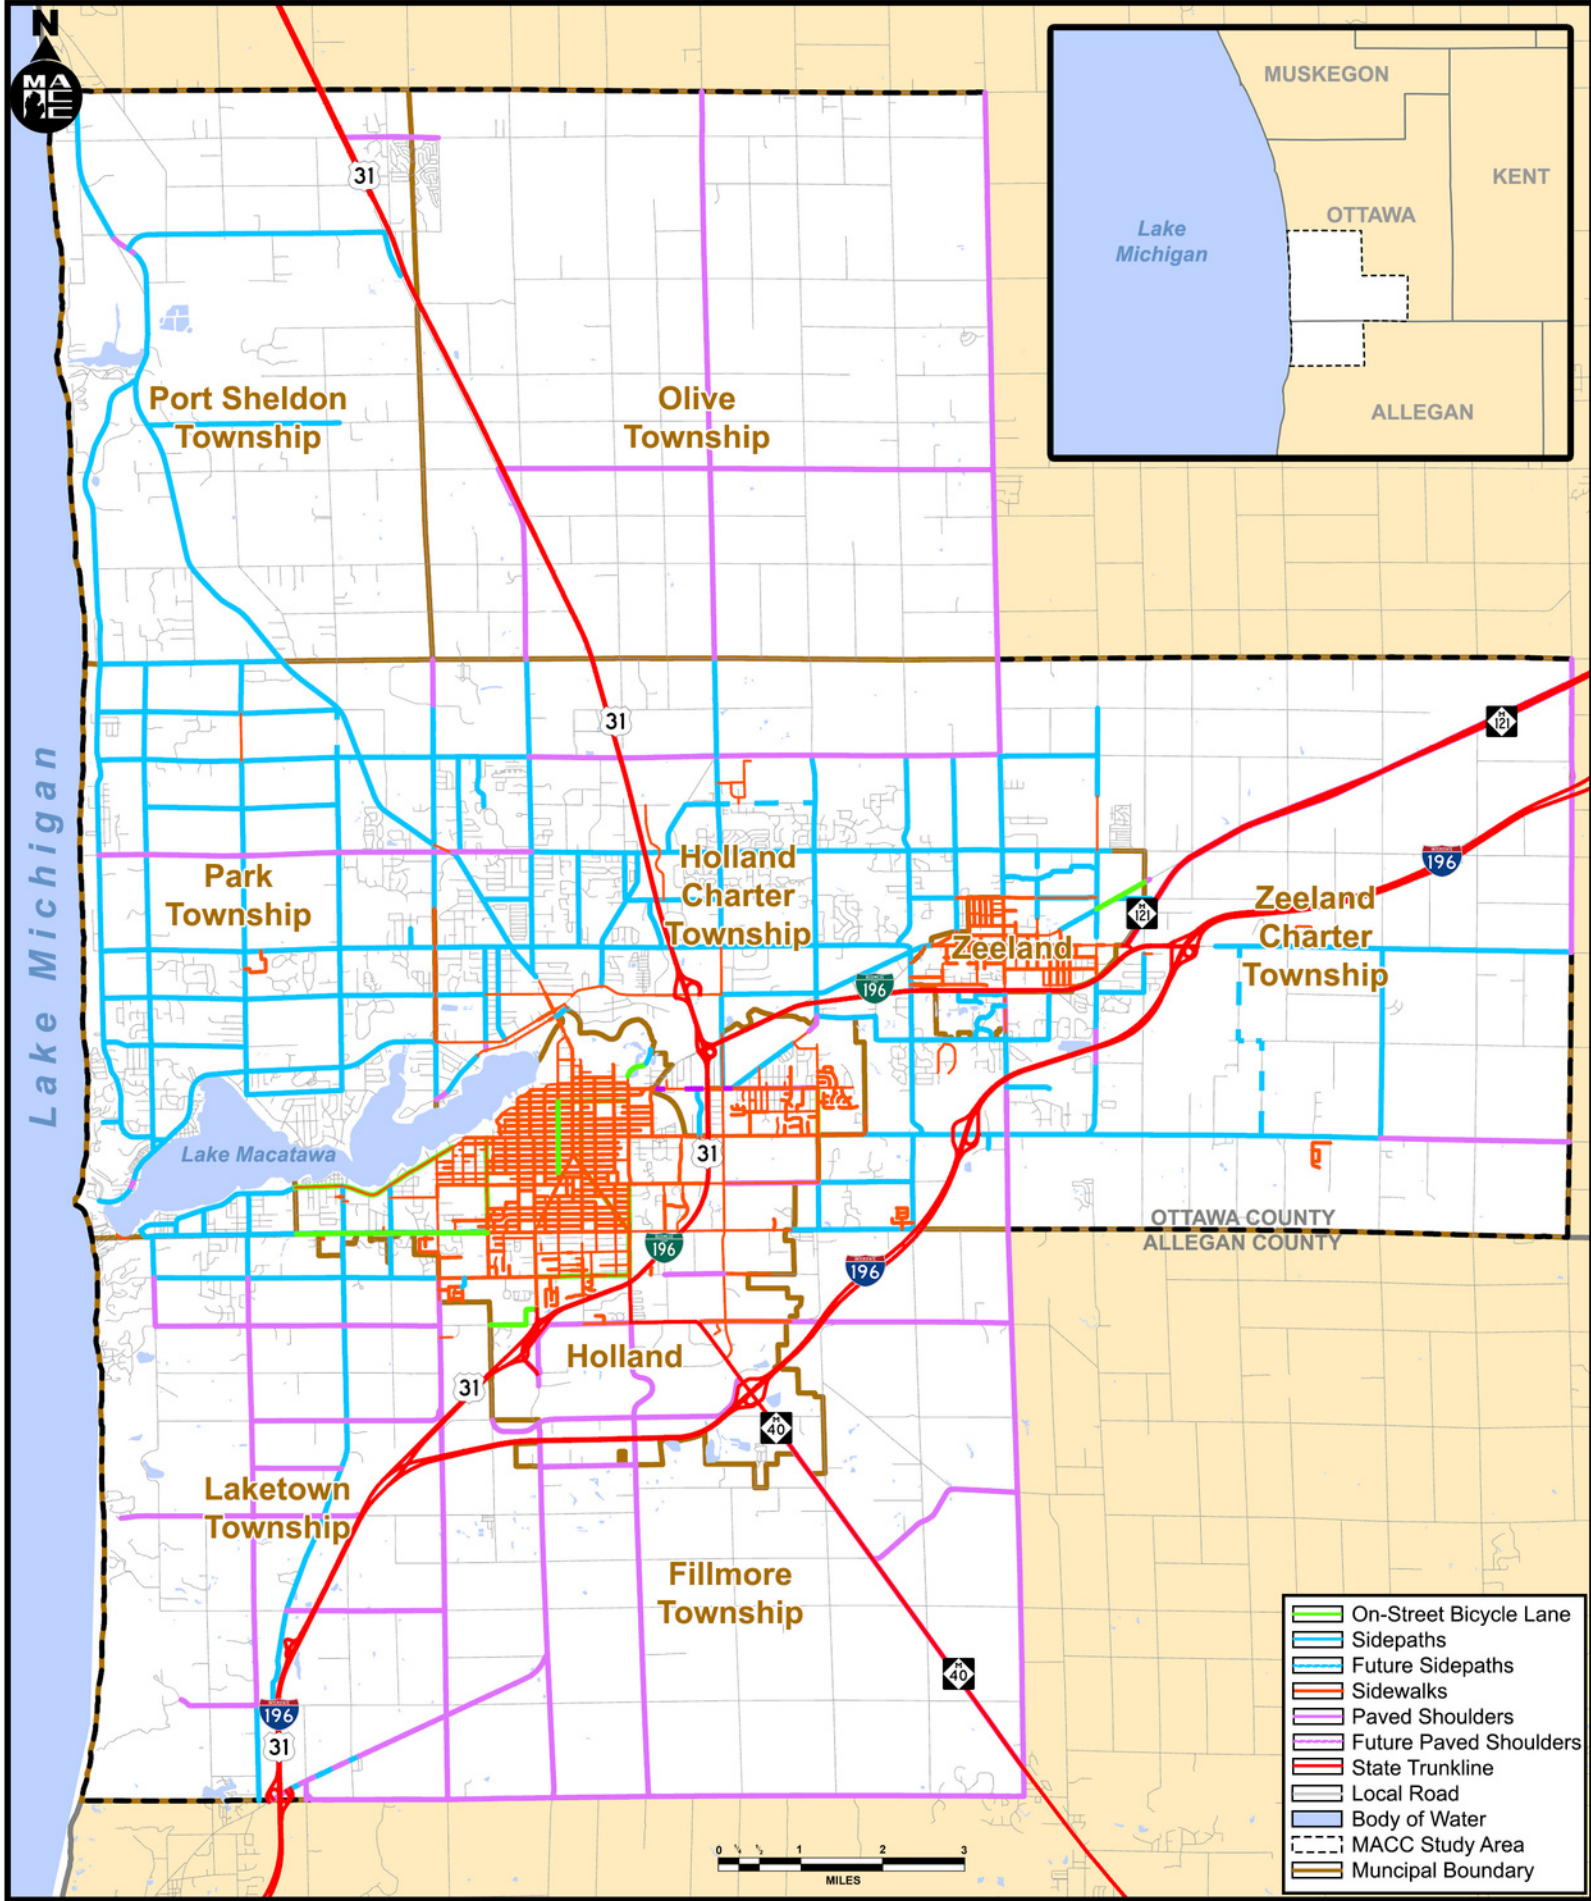 N
MA
MUSKEGON
KENT
OTTAWA
Lake
Michigan
ALLEGAN
31
Port Sheldon
Township
Olive
Township
31
M
121
Lake Michigan
196
Park
Township
Holland
Charter
Township
Zeeland
M
121
Zeeland
Charter
Township
196
Lake Macatawa
31
OTTAWA COUNTY
ALLEGAN COUNTY
196
196
Holland
31
M
40
Laketown
Township
Fillmore
Township
M
40
196
31
On-Street Bicycle Lane
Sidepaths
Future Sidepaths
Sidewalks
Paved Shoulders
Future Paved Shoulders
State Trunkline
Local Road
Body of Water
MACC Study Area
Muncipal Boundary
0 1 2 3
MILES